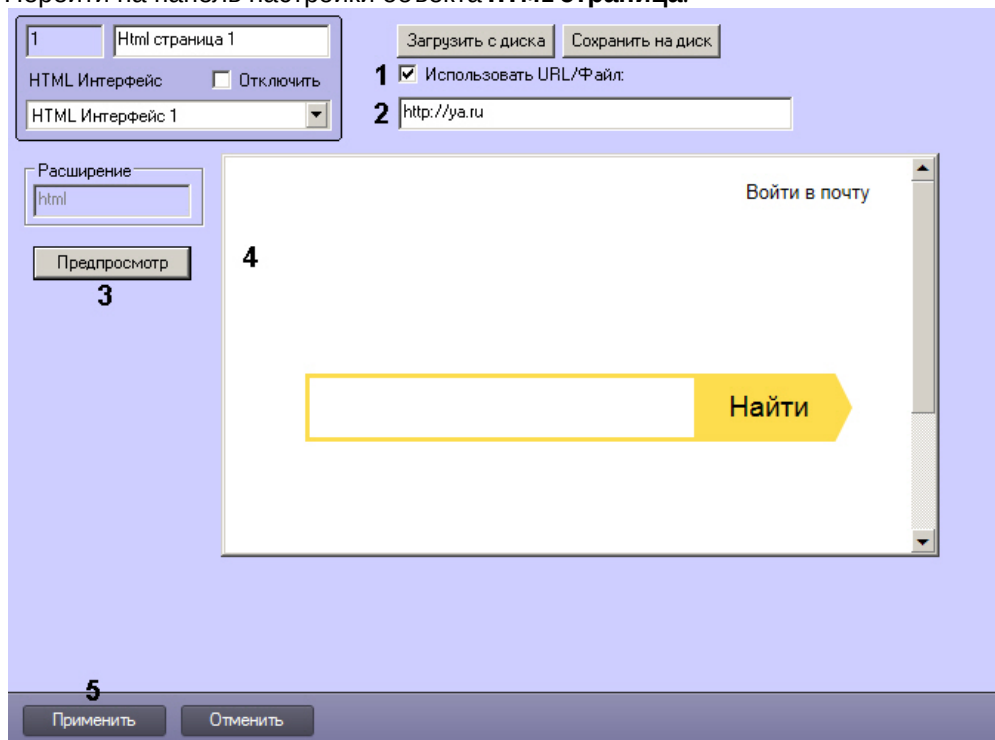 Перейти на панель настройки объекта HTML страница.
1 Html страница 1
HTML Интерфейс Отключить
HTML Интерфейс 1
Загрузить с диска Сохранить на диск
1 Использовать URL/Файл:
2 http://ya.ru
Расширение
html
Предпросмотр
3
4
Войти в почту
Найти
5
Применить Отменить